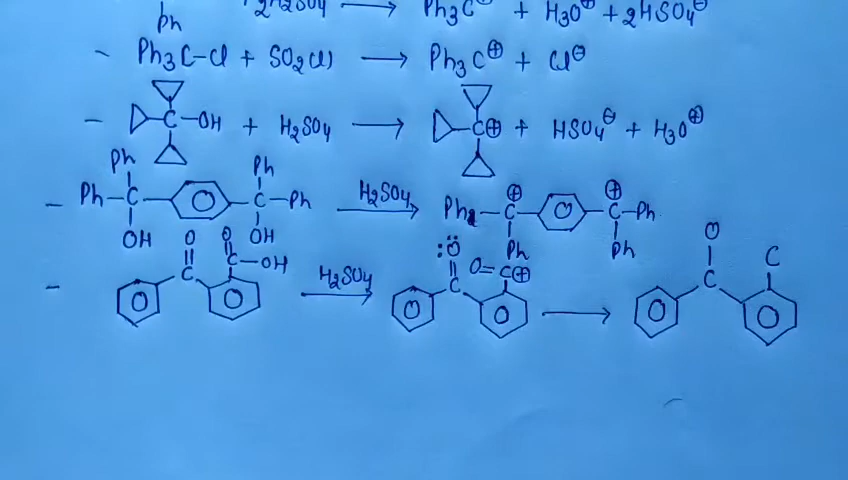 2H2SO4 → Ph3C⊕ + H3O⊕ + 2HSO4⊖
Ph
- Ph3C-Cl + SO2(l) → Ph3C⊕ + Cl⊖
- C-OH + H2SO4 → C⊕ + HSO4⊖ + H3O⊕
Ph Ph
- Ph-C C-Ph H2SO4 → Ph-C⊕ C⊕-Ph
OH OH Ph Ph
O O :Ö
- C C-OH H2SO4 → C O=C⊕ → O C C